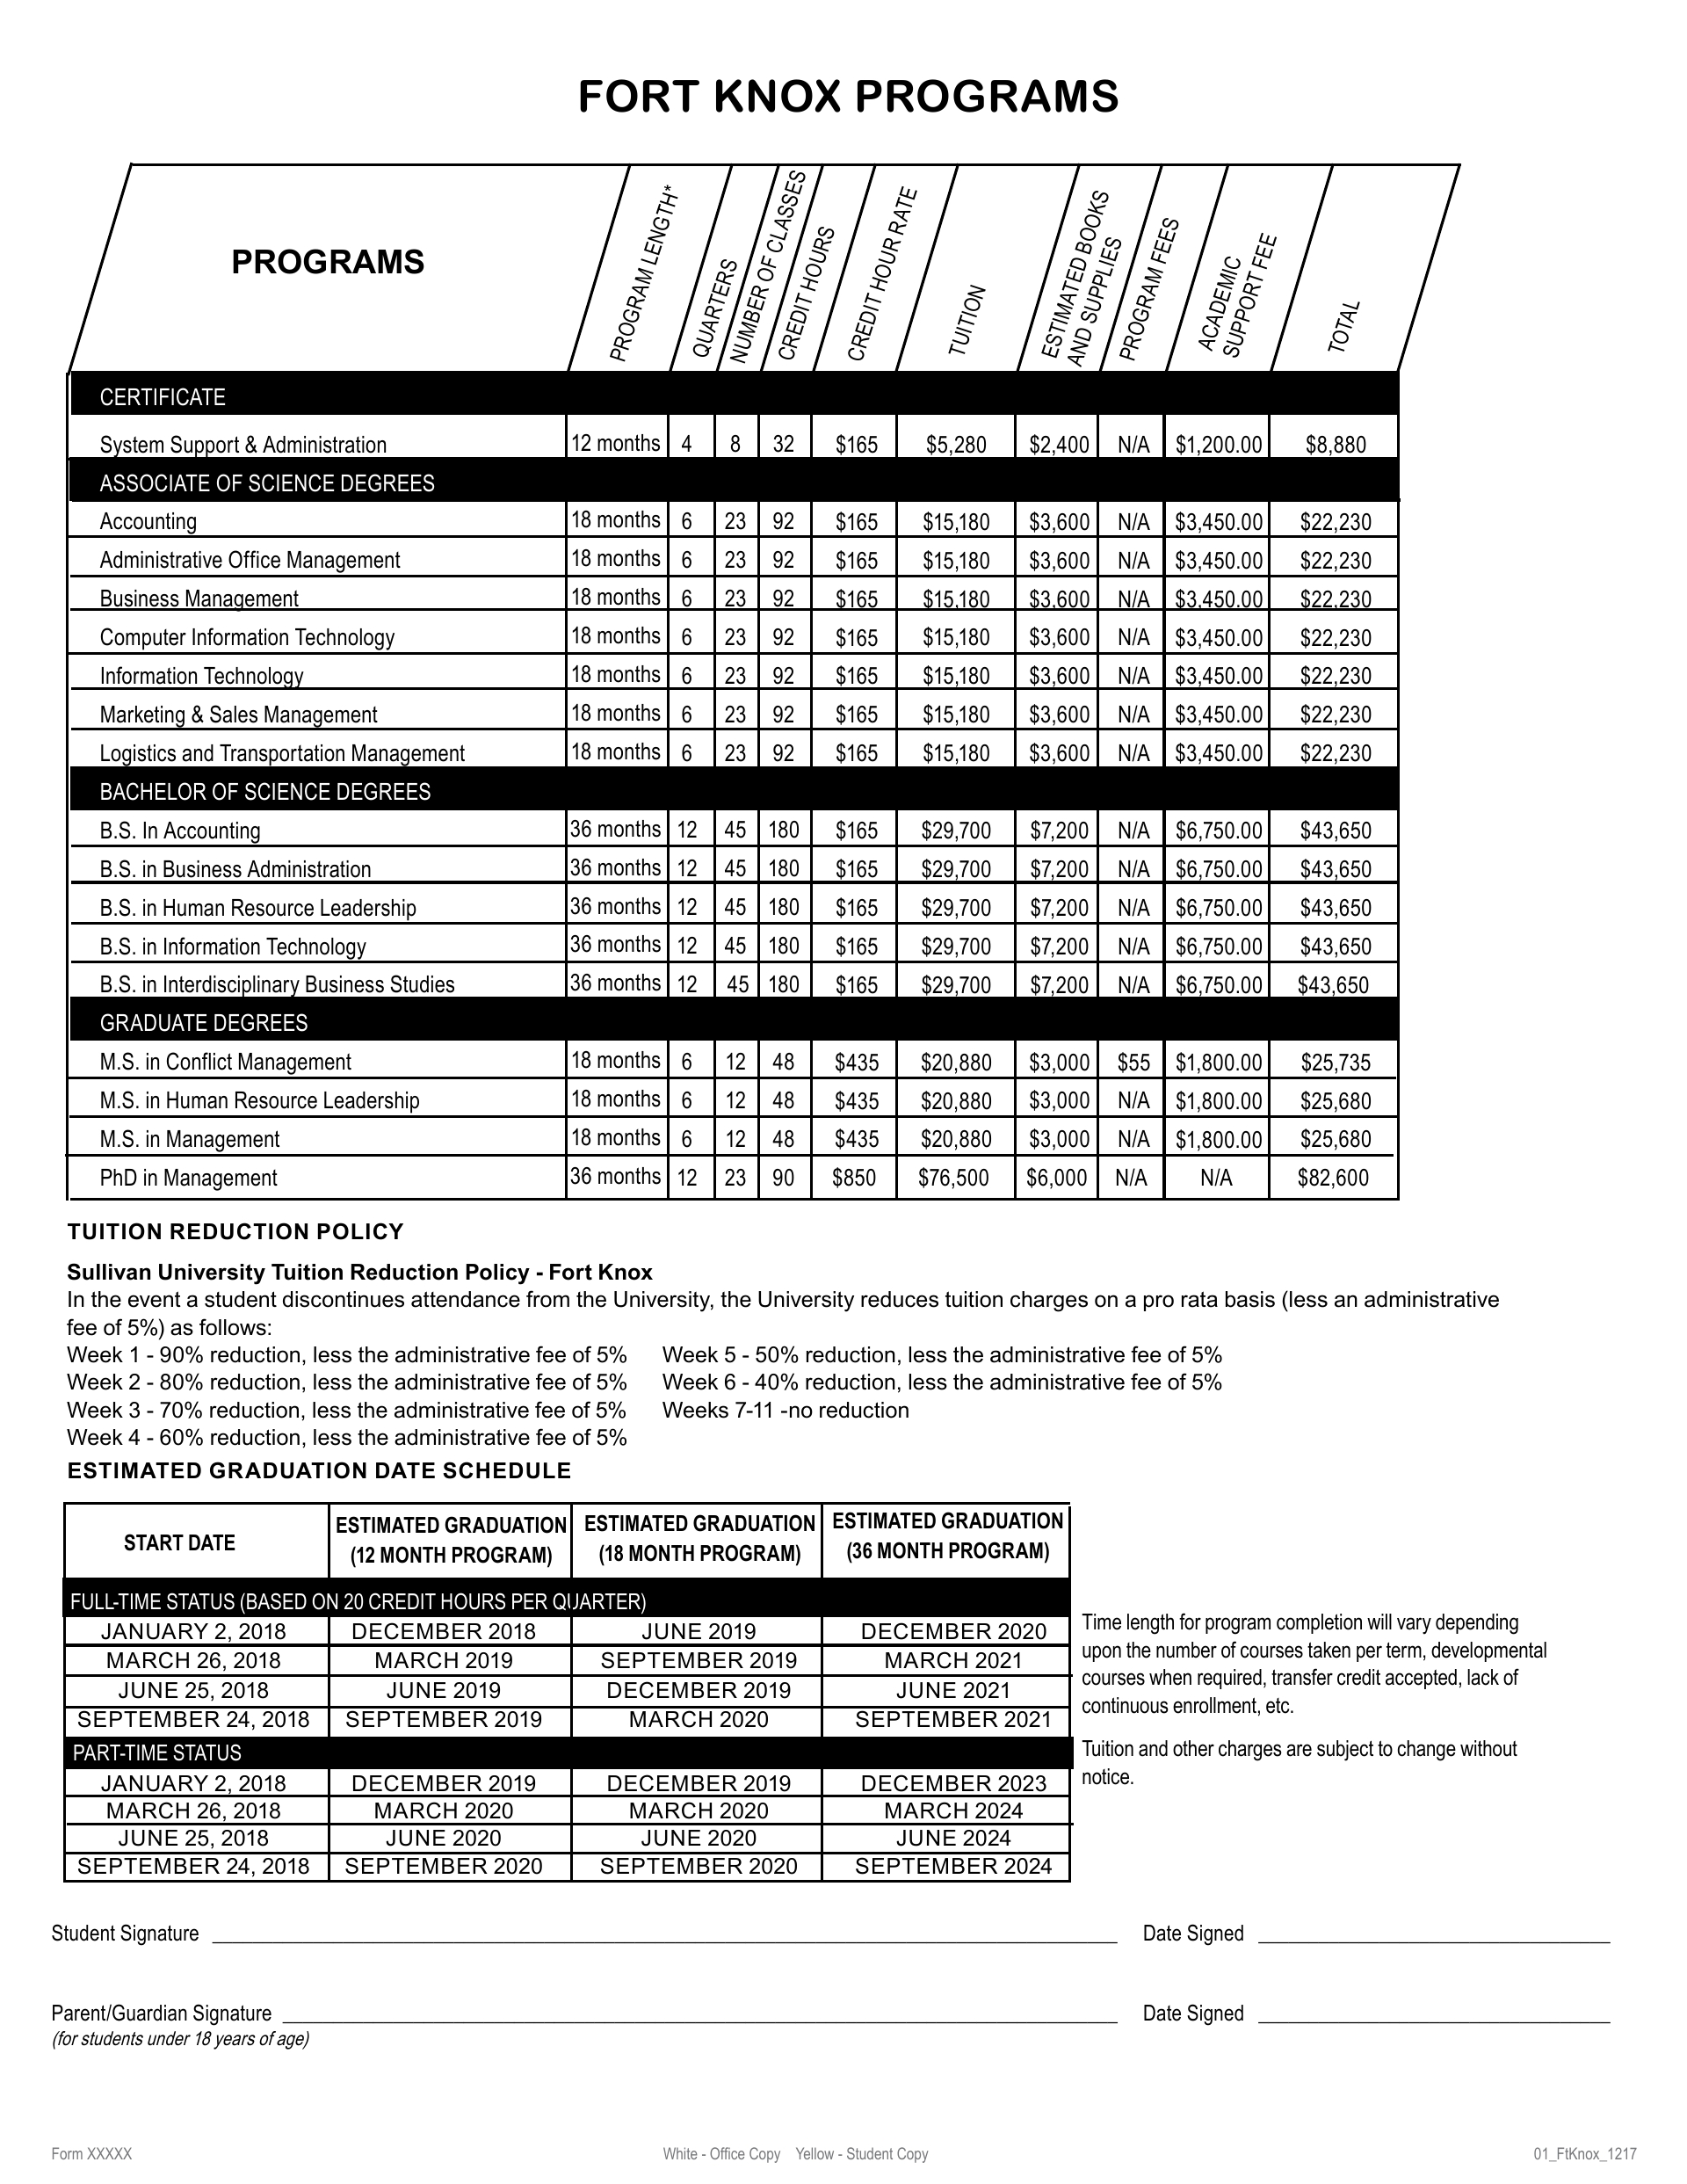 FORT KNOX PROGRAMS
PROGRAMS
PROGRAM LENGTH*
QUARTERS
NUMBER OF CLASSES
CREDIT HOURS
CREDIT HOUR RATE
TUITION
ESTIMATED BOOKS
AND SUPPLIES
PROGRAM FEES
ACADEMIC
SUPPORT FEE
TOTAL
CERTIFICATE
System Support & Administration 12 months 4 8 32 $165 $5,280 $2,400 N/A $1,200.00 $8,880
ASSOCIATE OF SCIENCE DEGREES
Accounting 18 months 6 23 92 $165 $15,180 $3,600 N/A $3,450.00 $22,230
Administrative Office Management 18 months 6 23 92 $165 $15,180 $3,600 N/A $3,450.00 $22,230
Business Management 18 months 6 23 92 $165 $15,180 $3,600 N/A $3,450.00 $22,230
Computer Information Technology 18 months 6 23 92 $165 $15,180 $3,600 N/A $3,450.00 $22,230
Information Technology 18 months 6 23 92 $165 $15,180 $3,600 N/A $3,450.00 $22,230
Marketing & Sales Management 18 months 6 23 92 $165 $15,180 $3,600 N/A $3,450.00 $22,230
Logistics and Transportation Management 18 months 6 23 92 $165 $15,180 $3,600 N/A $3,450.00 $22,230
BACHELOR OF SCIENCE DEGREES
B.S. In Accounting 36 months 12 45 180 $165 $29,700 $7,200 N/A $6,750.00 $43,650
B.S. in Business Administration 36 months 12 45 180 $165 $29,700 $7,200 N/A $6,750.00 $43,650
B.S. in Human Resource Leadership 36 months 12 45 180 $165 $29,700 $7,200 N/A $6,750.00 $43,650
B.S. in Information Technology 36 months 12 45 180 $165 $29,700 $7,200 N/A $6,750.00 $43,650
B.S. in Interdisciplinary Business Studies 36 months 12 45 180 $165 $29,700 $7,200 N/A $6,750.00 $43,650
GRADUATE DEGREES
M.S. in Conflict Management 18 months 6 12 48 $435 $20,880 $3,000 $55 $1,800.00 $25,735
M.S. in Human Resource Leadership 18 months 6 12 48 $435 $20,880 $3,000 N/A $1,800.00 $25,680
M.S. in Management 18 months 6 12 48 $435 $20,880 $3,000 N/A $1,800.00 $25,680
PhD in Management 36 months 12 23 90 $850 $76,500 $6,000 N/A N/A $82,600
TUITION REDUCTION POLICY
Sullivan University Tuition Reduction Policy - Fort Knox
In the event a student discontinues attendance from the University, the University reduces tuition charges on a pro rata basis (less an administrative
fee of 5%) as follows:
Week 1 - 90% reduction, less the administrative fee of 5% Week 5 - 50% reduction, less the administrative fee of 5%
Week 2 - 80% reduction, less the administrative fee of 5% Week 6 - 40% reduction, less the administrative fee of 5%
Week 3 - 70% reduction, less the administrative fee of 5% Weeks 7-11 -no reduction
Week 4 - 60% reduction, less the administrative fee of 5%
ESTIMATED GRADUATION DATE SCHEDULE
START DATE
ESTIMATED GRADUATION
(12 MONTH PROGRAM)
ESTIMATED GRADUATION
(18 MONTH PROGRAM)
ESTIMATED GRADUATION
(36 MONTH PROGRAM)
FULL-TIME STATUS (BASED ON 20 CREDIT HOURS PER QUARTER)
JANUARY 2, 2018 DECEMBER 2018 JUNE 2019 DECEMBER 2020
MARCH 26, 2018 MARCH 2019 SEPTEMBER 2019 MARCH 2021
JUNE 25, 2018 JUNE 2019 DECEMBER 2019 JUNE 2021
SEPTEMBER 24, 2018 SEPTEMBER 2019 MARCH 2020 SEPTEMBER 2021
PART-TIME STATUS
JANUARY 2, 2018 DECEMBER 2019 DECEMBER 2019 DECEMBER 2023
MARCH 26, 2018 MARCH 2020 MARCH 2020 MARCH 2024
JUNE 25, 2018 JUNE 2020 JUNE 2020 JUNE 2024
SEPTEMBER 24, 2018 SEPTEMBER 2020 SEPTEMBER 2020 SEPTEMBER 2024
Time length for program completion will vary depending
upon the number of courses taken per term, developmental
courses when required, transfer credit accepted, lack of
continuous enrollment, etc.
Tuition and other charges are subject to change without
notice.
Student Signature Date Signed
Parent/Guardian Signature Date Signed
(for students under 18 years of age)
Form XXXXX White - Office Copy Yellow - Student Copy 01_FtKnox_1217